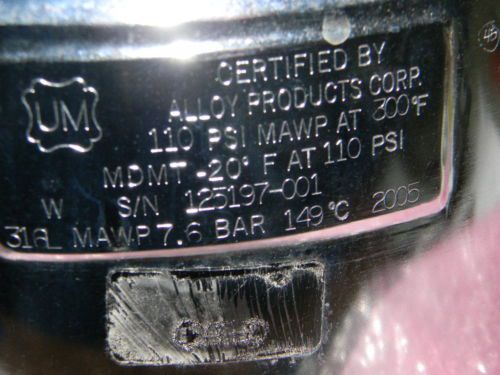 CERTIFIED BY
UM
ALLOY PRODUCTS CORP.
110 PSI MAWP AT 300°F
MDMT -20° F AT 110 PSI
W S/N 125197-001
316L MAWP 7.6 BAR 149°C 2005